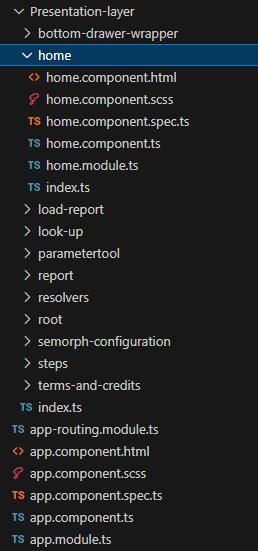 Presentation-layer
bottom-drawer-wrapper
home
<> home.component.html
home.component.scss
TS home.component.spec.ts
TS home.component.ts
TS home.module.ts
TS index.ts
load-report
look-up
parametertool
report
resolvers
root
semorph-configuration
steps
terms-and-credits
TS index.ts
TS app-routing.module.ts
<> app.component.html
app.component.scss
TS app.component.spec.ts
TS app.component.ts
TS app.module.ts